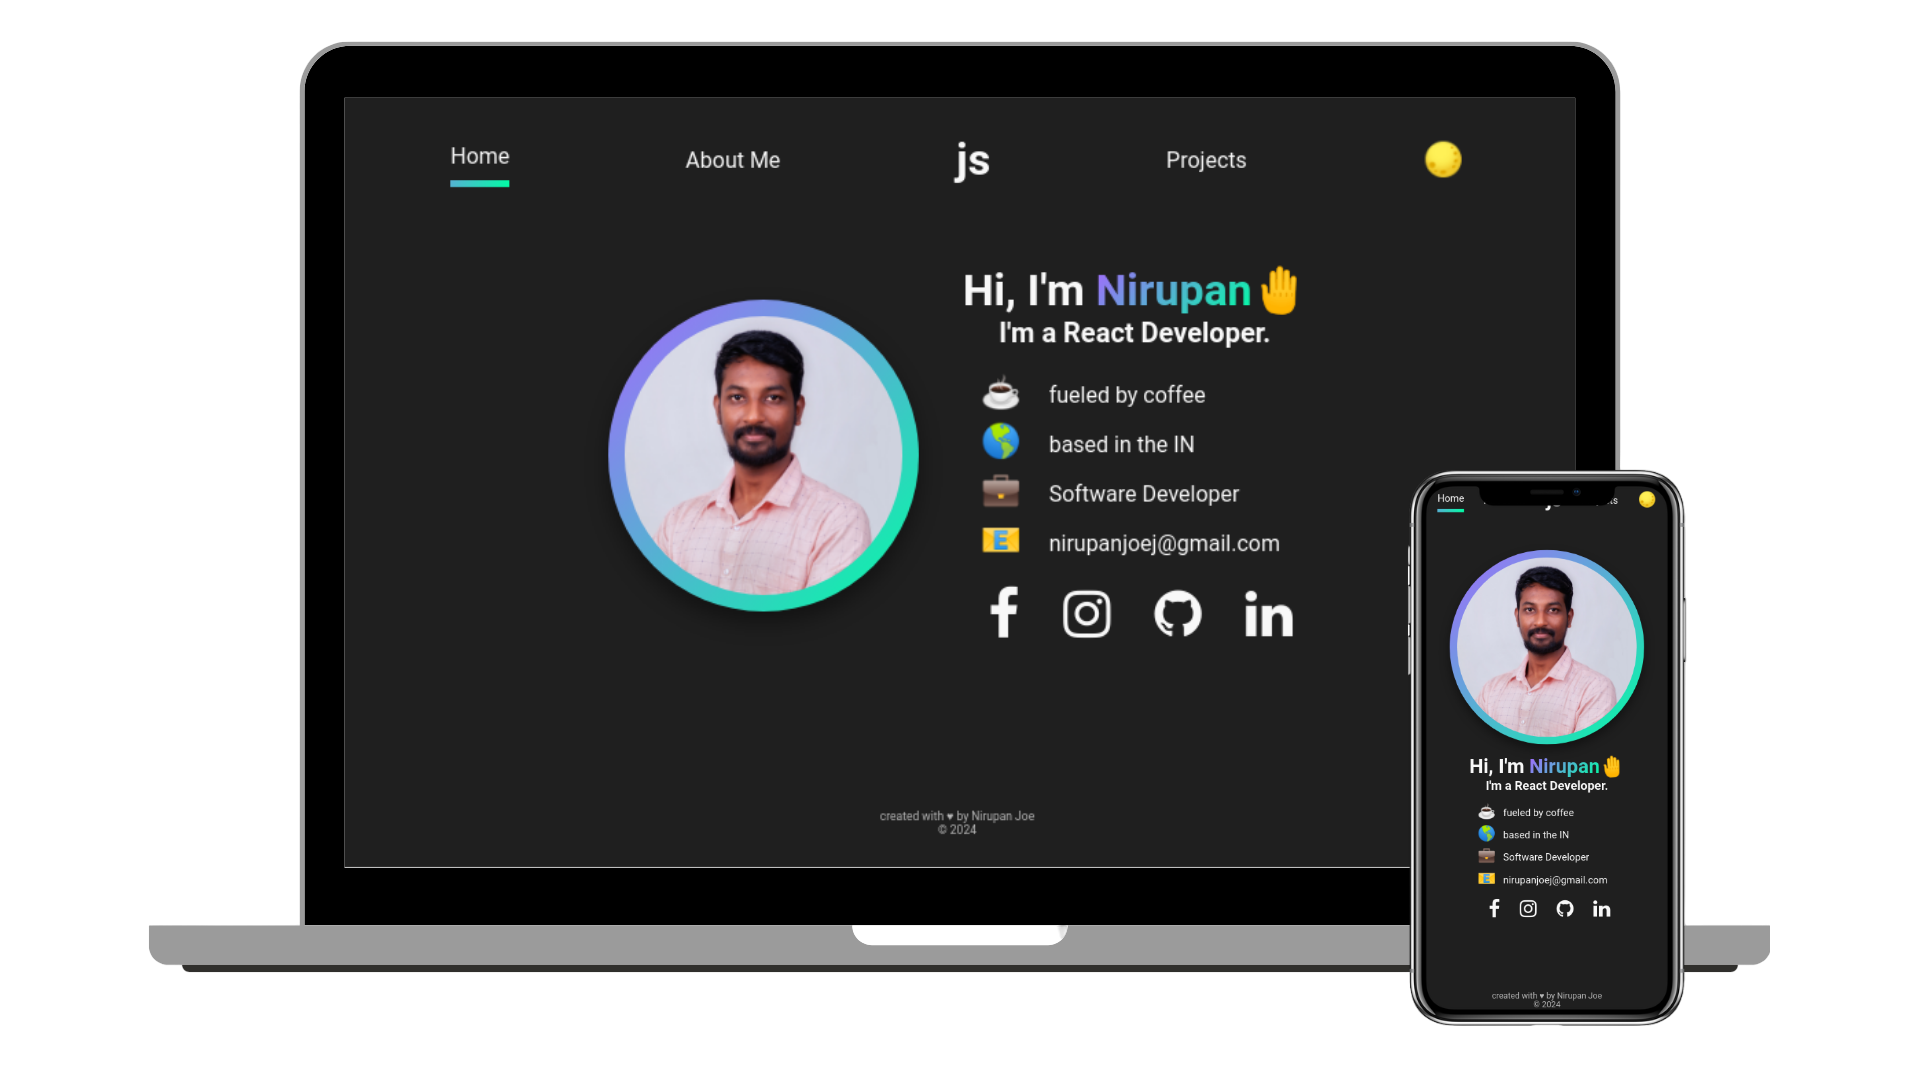 Home
About Me
js
Projects
Hi, I'm Nirupan
I'm a React Developer.
fueled by coffee
based in the IN
Software Developer
E
nirupanjoej@gmail.com
f
in
created with ♥ by Nirupan Joe
© 2024
Home
Hi, I'm Nirupan
I'm a React Developer.
fueled by coffee
based in the IN
Software Developer
E
nirupanjoej@gmail.com
f
in
created with ♥ by Nirupan Joe
© 2024